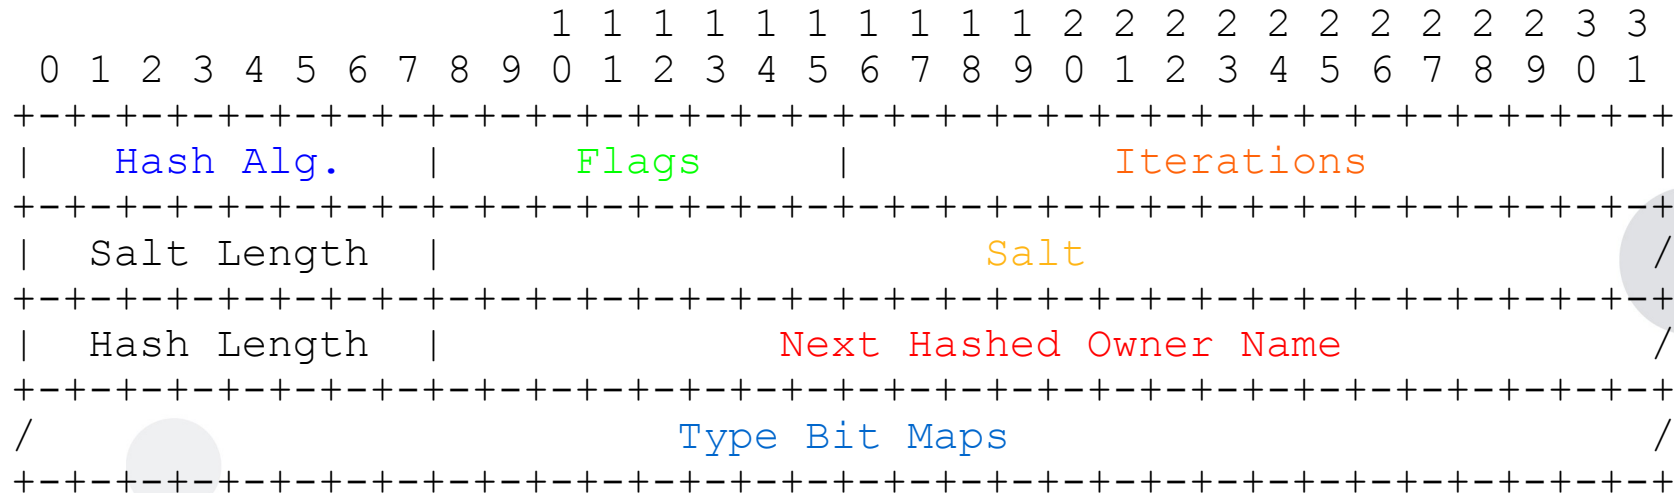 1 1 1 1 1 1 1 1 1 1 2 2 2 2 2 2 2 2 2 2 3 3
 0 1 2 3 4 5 6 7 8 9 0 1 2 3 4 5 6 7 8 9 0 1 2 3 4 5 6 7 8 9 0 1
+-+-+-+-+-+-+-+-+-+-+-+-+-+-+-+-+-+-+-+-+-+-+-+-+-+-+-+-+-+-+-+-+
|   Hash Alg.   |     Flags     |          Iterations           |
+-+-+-+-+-+-+-+-+-+-+-+-+-+-+-+-+-+-+-+-+-+-+-+-+-+-+-+-+-+-+-+-+
|  Salt Length  |                     Salt                      /
+-+-+-+-+-+-+-+-+-+-+-+-+-+-+-+-+-+-+-+-+-+-+-+-+-+-+-+-+-+-+-+-+
|  Hash Length  |             Next Hashed Owner Name            /
+-+-+-+-+-+-+-+-+-+-+-+-+-+-+-+-+-+-+-+-+-+-+-+-+-+-+-+-+-+-+-+-+
/                         Type Bit Maps                         /
+-+-+-+-+-+-+-+-+-+-+-+-+-+-+-+-+-+-+-+-+-+-+-+-+-+-+-+-+-+-+-+-+